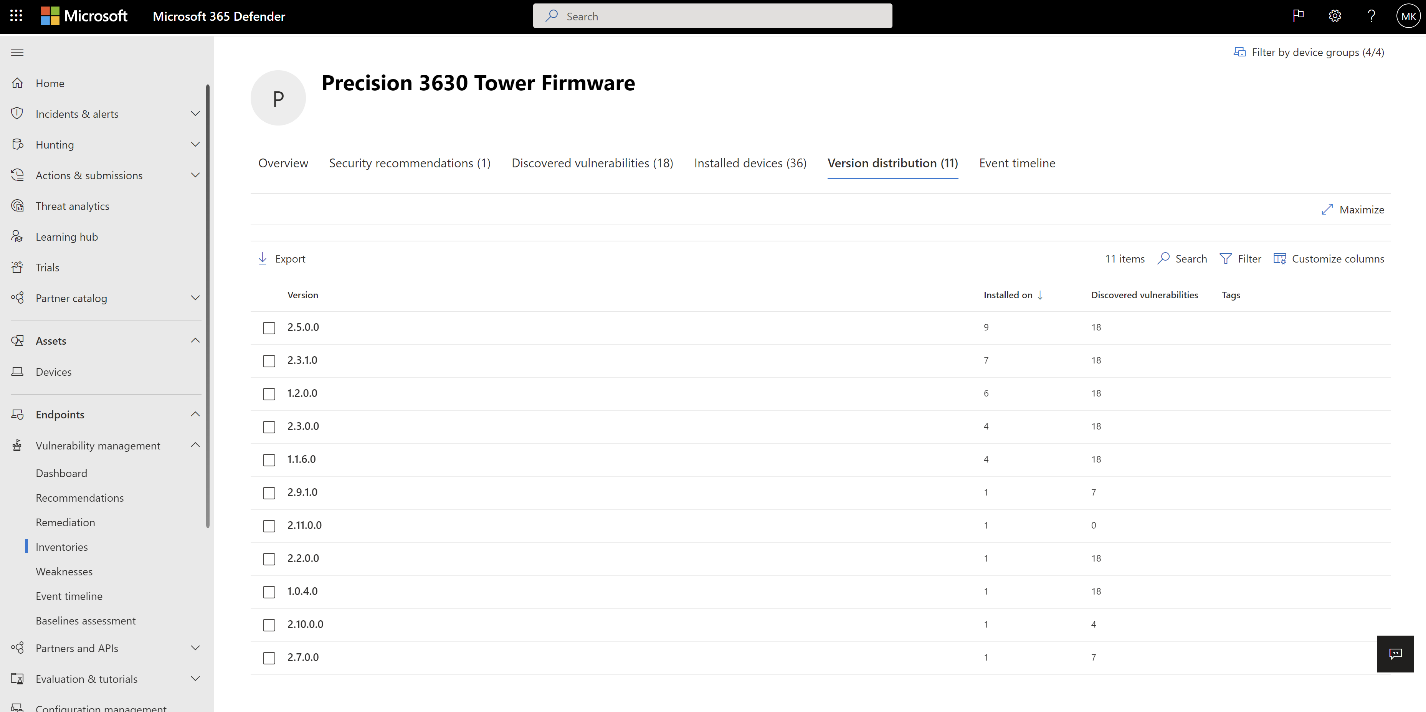 Microsoft Microsoft 365 Defender Search ? MK
Filter by device groups (4/4)
Home
Incidents & alerts
Hunting
Actions & submissions
Threat analytics
Learning hub
Trials
Partner catalog
Assets
Devices
Endpoints
Vulnerability management
Dashboard
Recommendations
Remediation
Inventories
Weaknesses
Event timeline
Baselines assessment
Partners and APIs
Evaluation & tutorials
Configuration management
P
Precision 3630 Tower Firmware
Overview Security recommendations (1) Discovered vulnerabilities (18) Installed devices (36) Version distribution (11) Event timeline
Maximize
Export 11 items Search Filter Customize columns
Version Installed on ↓ Discovered vulnerabilities Tags
2.5.0.0 9 18
2.3.1.0 7 18
1.2.0.0 6 18
2.3.0.0 4 18
1.1.6.0 4 18
2.9.1.0 1 7
2.11.0.0 1 0
2.2.0.0 1 18
1.0.4.0 1 18
2.10.0.0 1 4
2.7.0.0 1 7